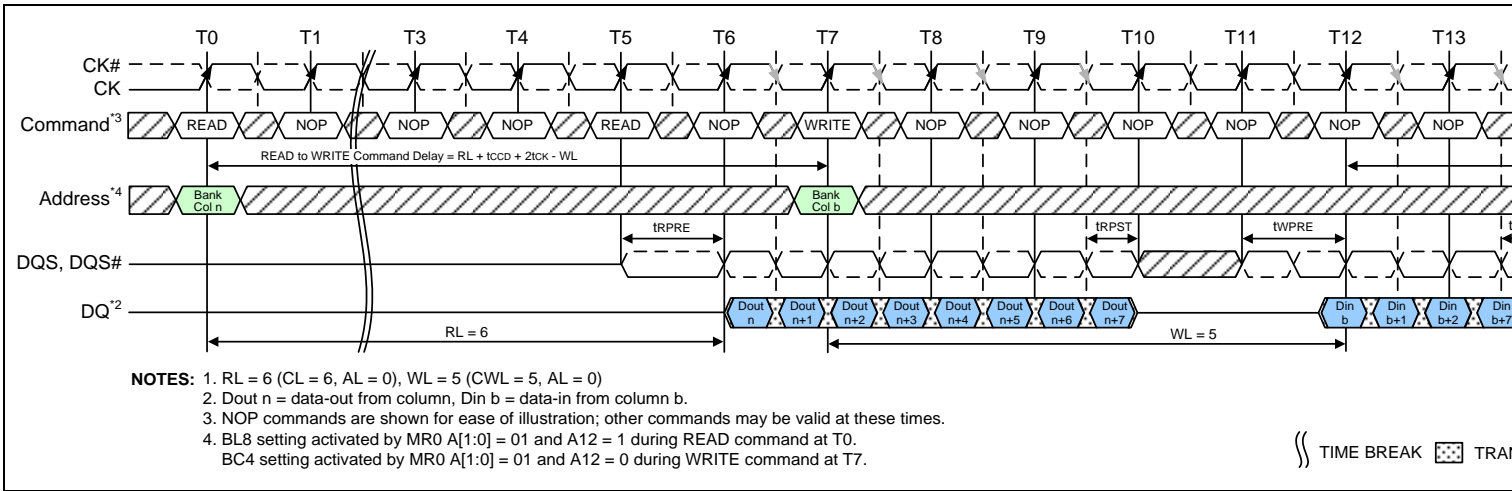 T0 T1 T3 T4 T5 T6 T7 T8 T9 T10 T11 T12 T13
CK#
CK
Command*3 READ NOP NOP NOP READ NOP WRITE NOP NOP NOP NOP NOP NOP
READ to WRITE Command Delay = RL + tCCD + 2tCK - WL
Address*4 Bank Col n Bank Col b
tRPRE tRPST tWPRE t
DQS, DQS#
DQ*2 Dout n Dout n+1 Dout n+2 Dout n+3 Dout n+4 Dout n+5 Dout n+6 Dout n+7 Din b Din b+1 Din b+2 Din b+7
RL = 6 WL = 5
NOTES: 1. RL = 6 (CL = 6, AL = 0), WL = 5 (CWL = 5, AL = 0)
2. Dout n = data-out from column, Din b = data-in from column b.
3. NOP commands are shown for ease of illustration; other commands may be valid at these times.
4. BL8 setting activated by MR0 A[1:0] = 01 and A12 = 1 during READ command at T0.
BC4 setting activated by MR0 A[1:0] = 01 and A12 = 0 during WRITE command at T7.
TIME BREAK TRAN